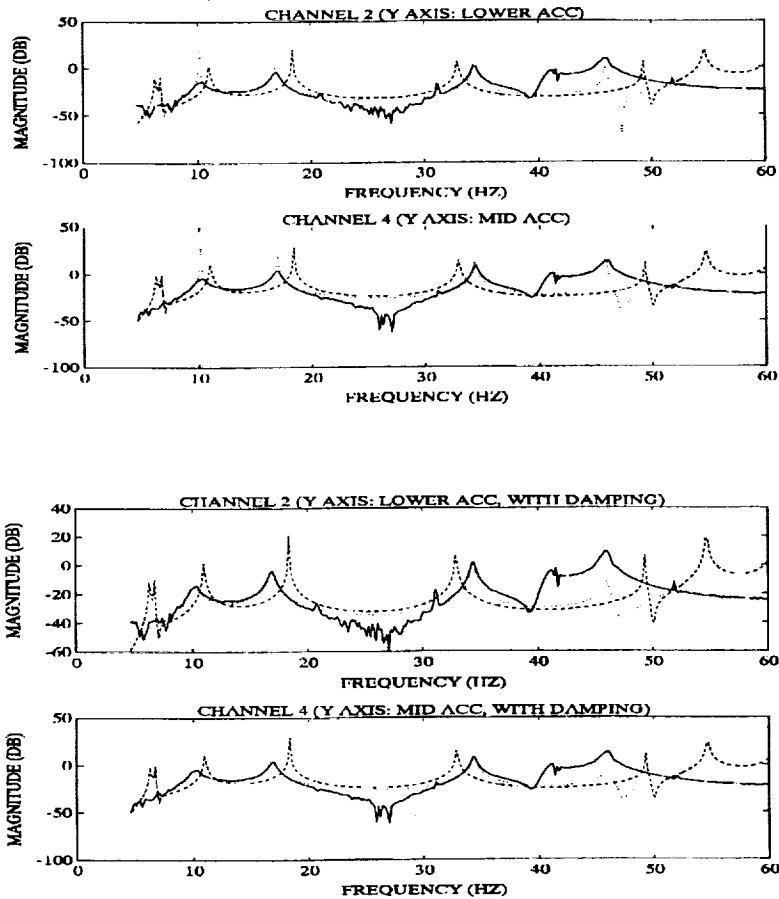 CHANNEL 2 (Y AXIS: LOWER ACC)
MAGNITUDE (DB)
50
0
-50
-100
0 10 20 30 40 50 60
FREQUENCY (HZ)
CHANNEL 4 (Y AXIS: MID ACC)
MAGNITUDE (DB)
50
0
-50
-100
0 10 20 30 40 50 60
FREQUENCY (HZ)
CHANNEL 2 (Y AXIS: LOWER ACC, WITH DAMPING)
MAGNITUDE (DB)
40
20
0
-20
-40
-60
0 10 20 30 40 50 60
FREQUENCY (HZ)
CHANNEL 4 (Y AXIS: MID ACC, WITH DAMPING)
MAGNITUDE (DB)
50
0
-50
-100
0 10 20 30 40 50 60
FREQUENCY (HZ)